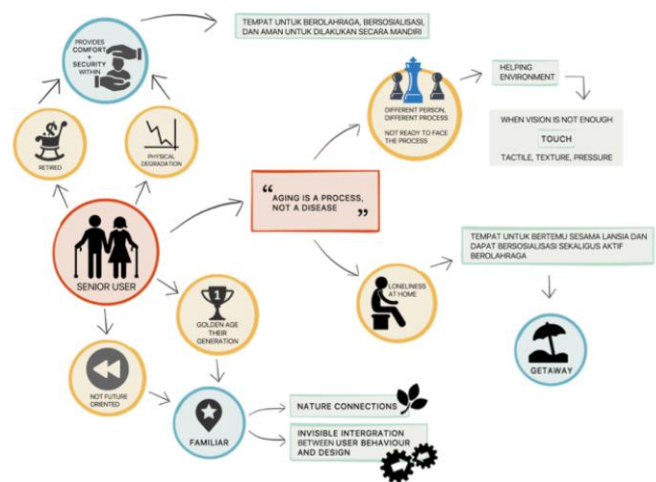 PROVIDES
COMFORT
+
SECURITY
WITHIN
TEMPAT UNTUK BEROLAHRAGA, BERSOSIALISASI,
DAN AMAN UNTUK DILAKUKAN SECARA MANDIRI
RETIRED
PHYSICAL
DEGRADATION
DIFFERENT PERSON,
DIFFERENT PROCESS
NOT READY TO FACE
THE PROCESS
HELPING
ENVIRONMENT
WHEN VISION IS NOT ENOUGH
TOUCH
TACTILE, TEXTURE, PRESSURE
“AGING IS A PROCESS,
NOT A DISEASE”
SENIOR USER
TEMPAT UNTUK BERTEMU SESAMA LANSIA DAN
DAPAT BERSOSIALISASI SEKALIGUS AKTIF
BEROLAHRAGA
LONELINESS
AT HOME
GETAWAY
1
GOLDEN AGE
THEIR
GENERATION
NOT FUTURE
ORIENTED
FAMILIAR
NATURE CONNECTIONS
INVISIBLE INTERGRATION
BETWEEN USER BEHAVIOUR
AND DESIGN